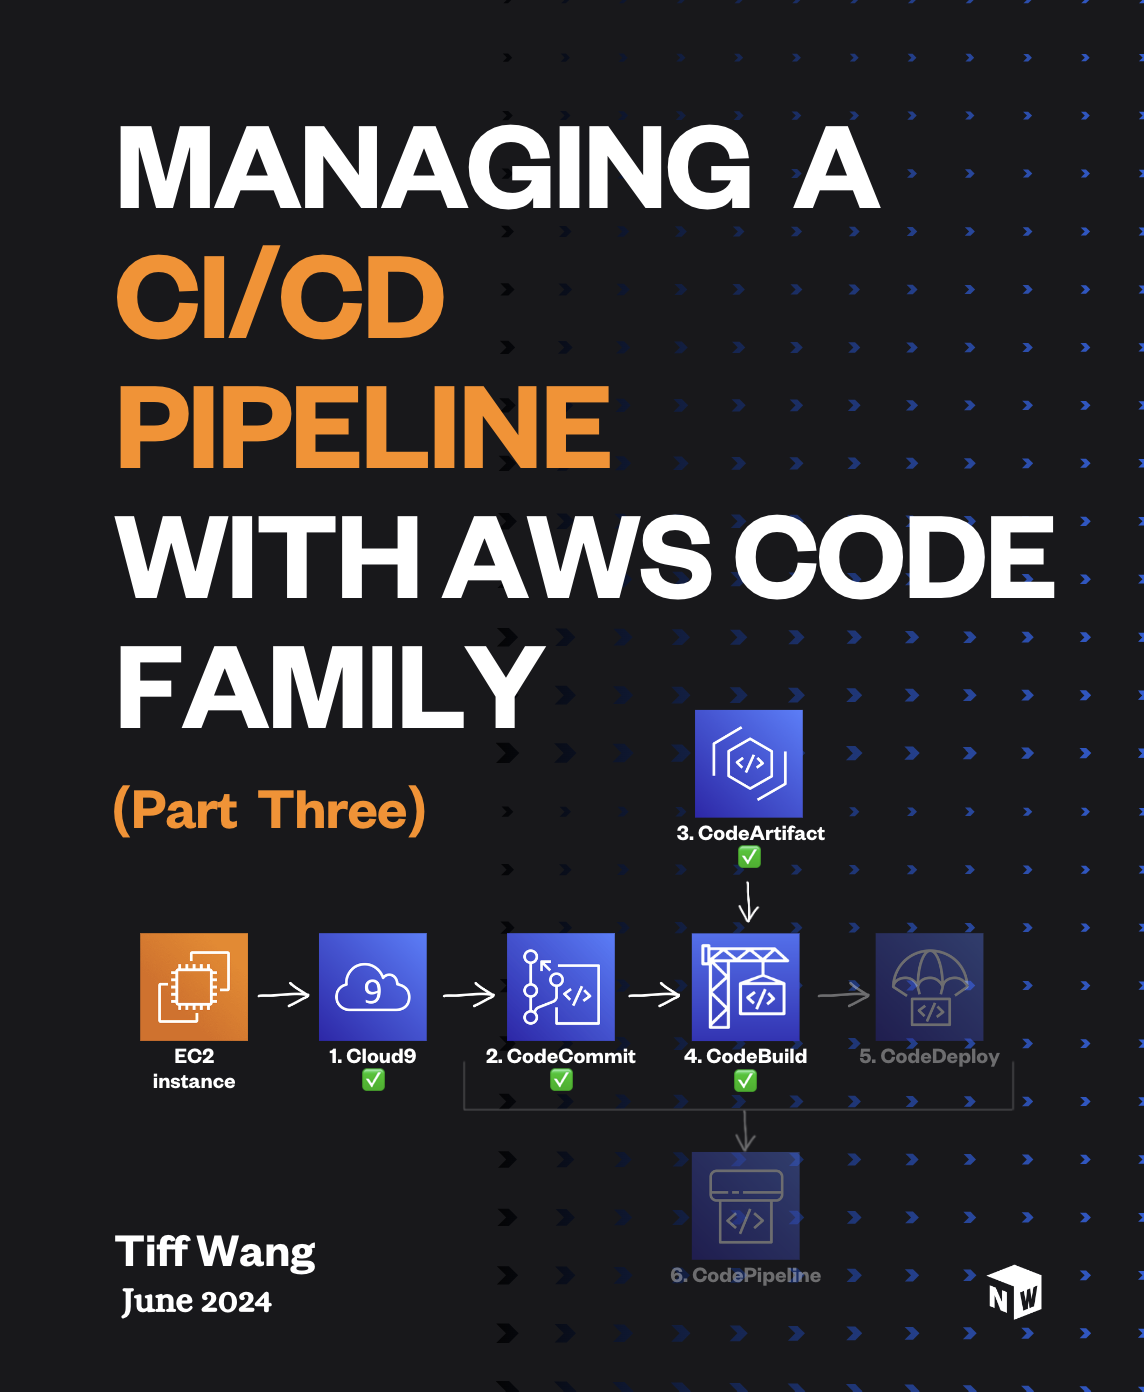 MANAGING A
CI/CD
PIPELINE
WITH AWS CODE
FAMILY
(Part Three)
</>
3. CodeArtifact
9
</>
</>
</>
EC2
instance
1. Cloud9
2. CodeCommit
4. CodeBuild
5. CodeDeploy
</>
6. CodePipeline
Tiff Wang
June 2024
NW